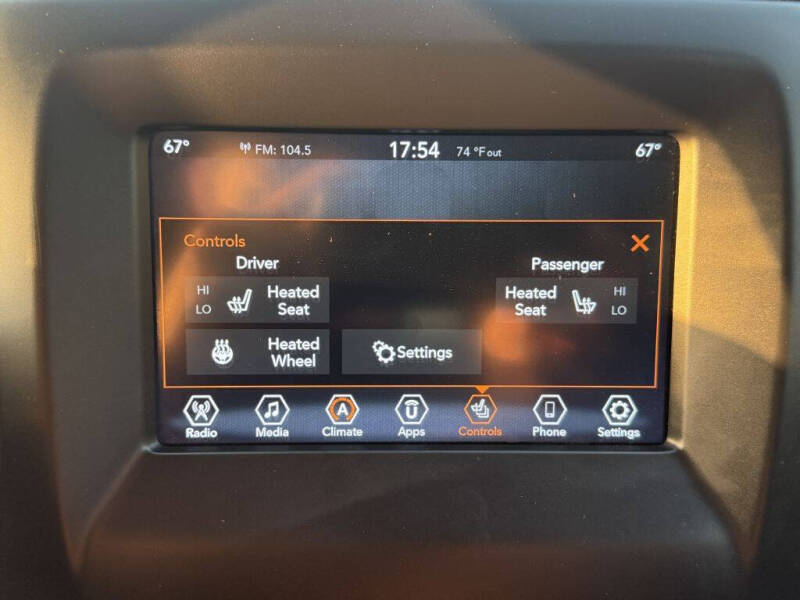 67° FM: 104.5 17:54 74 °F out 67°
Controls
Driver Passenger
HI Heated Heated HI
LO Seat Seat LO
Heated
Wheel
Settings
A U
Radio Media Climate Apps Controls Phone Settings